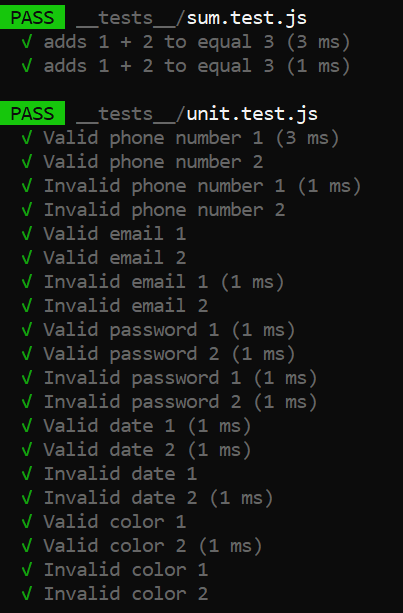 PASS __tests__/sum.test.js
√ adds 1 + 2 to equal 3 (3 ms)
√ adds 1 + 2 to equal 3 (1 ms)
PASS __tests__/unit.test.js
√ Valid phone number 1 (3 ms)
√ Valid phone number 2
√ Invalid phone number 1 (1 ms)
√ Invalid phone number 2
√ Valid email 1
√ Valid email 2
√ Invalid email 1 (1 ms)
√ Invalid email 2
√ Valid password 1 (1 ms)
√ Valid password 2 (1 ms)
√ Invalid password 1 (1 ms)
√ Invalid password 2 (1 ms)
√ Valid date 1 (1 ms)
√ Valid date 2 (1 ms)
√ Invalid date 1
√ Invalid date 2 (1 ms)
√ Valid color 1
√ Valid color 2 (1 ms)
√ Invalid color 1
√ Invalid color 2